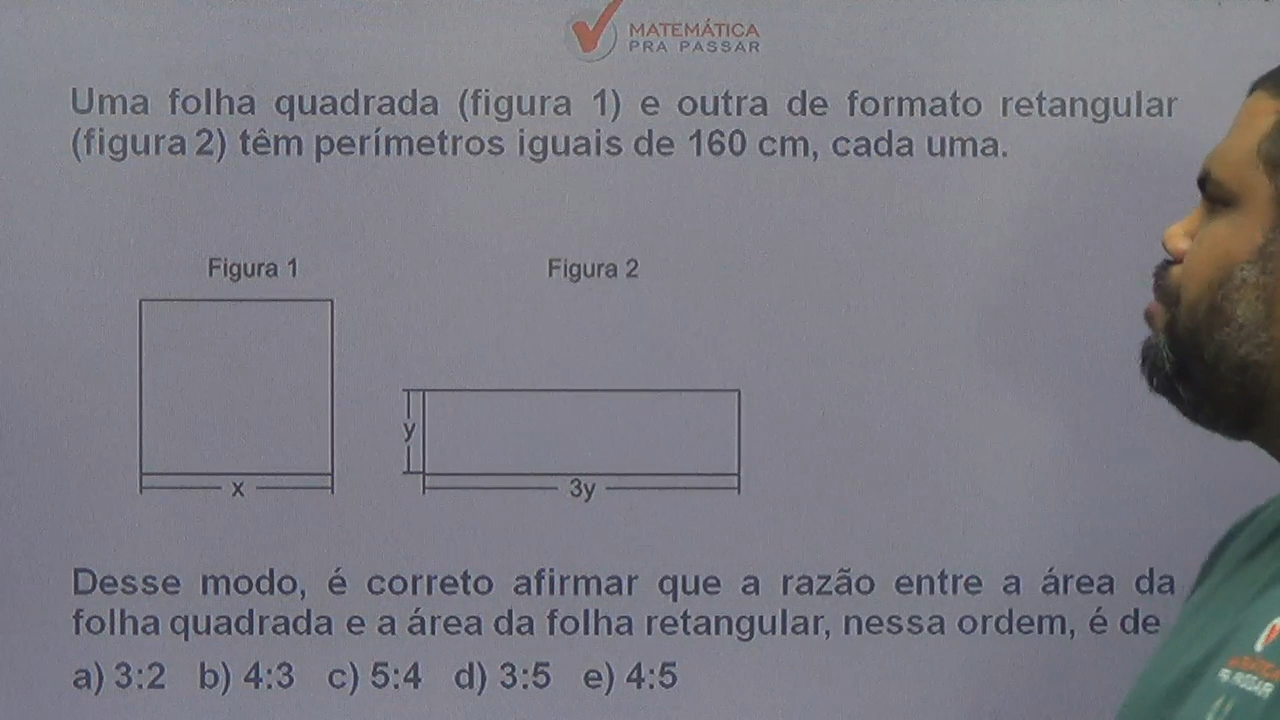 MATEMÁTICA
PRA PASSAR
Uma folha quadrada (figura 1) e outra de formato retangular
(figura 2) têm perímetros iguais de 160 cm, cada uma.
Figura 1
Figura 2
y
x
3y
Desse modo, é correto afirmar que a razão entre a área da
folha quadrada e a área da folha retangular, nessa ordem, é de
a) 3:2 b) 4:3 c) 5:4 d) 3:5 e) 4:5